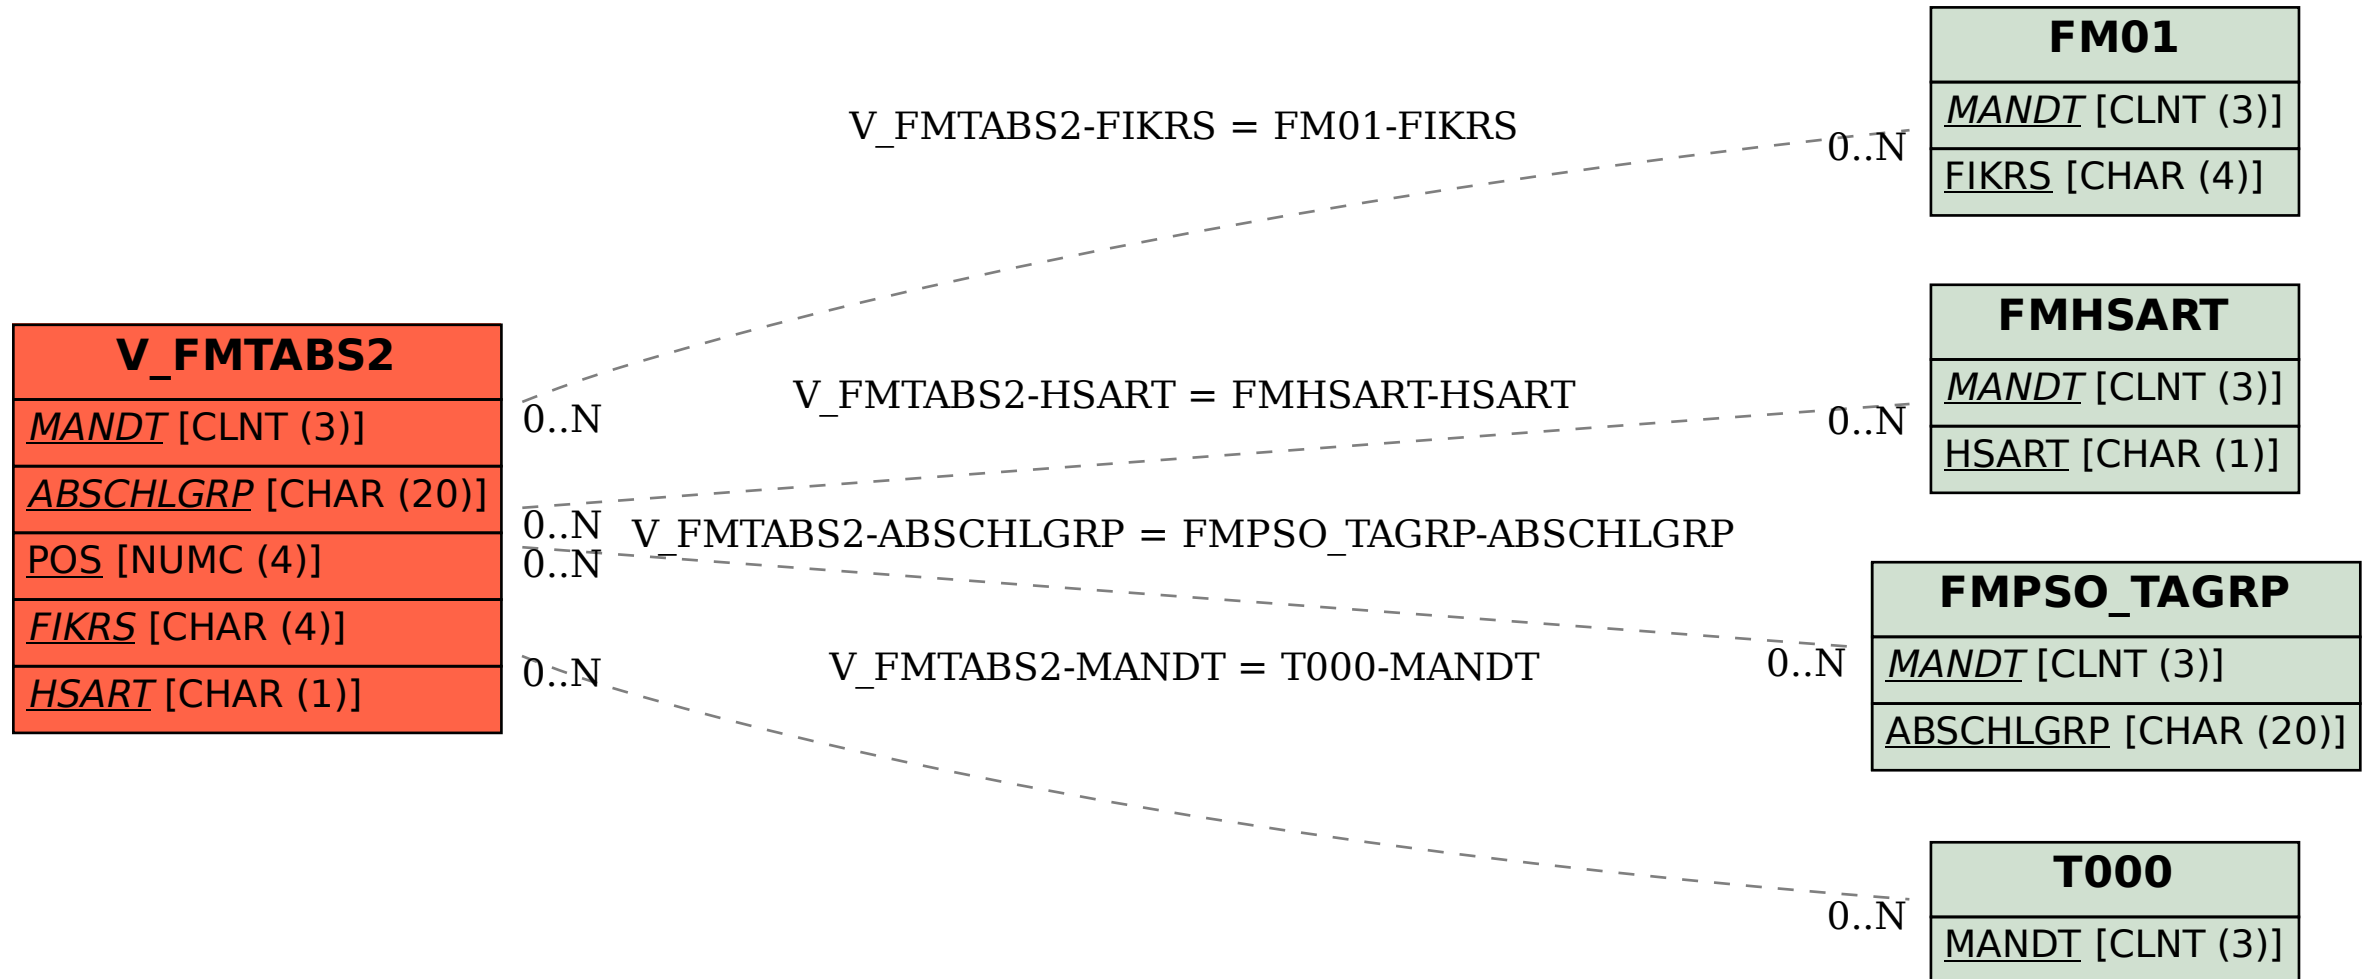 FM01
MANDT [CLNT (3)]
FIKRS [CHAR (4)]
V_FMTABS2-FIKRS = FM01-FIKRS
0..N
0..N
V_FMTABS2
MANDT [CLNT (3)]
ABSCHLGRP [CHAR (20)]
POS [NUMC (4)]
FIKRS [CHAR (4)]
HSART [CHAR (1)]
FMHSART
MANDT [CLNT (3)]
HSART [CHAR (1)]
V_FMTABS2-HSART = FMHSART-HSART
0..N
0..N
V_FMTABS2-ABSCHLGRP = FMPSO_TAGRP-ABSCHLGRP
0..N
0..N
FMPSO_TAGRP
MANDT [CLNT (3)]
ABSCHLGRP [CHAR (20)]
V_FMTABS2-MANDT = T000-MANDT
0..N
0..N
T000
MANDT [CLNT (3)]